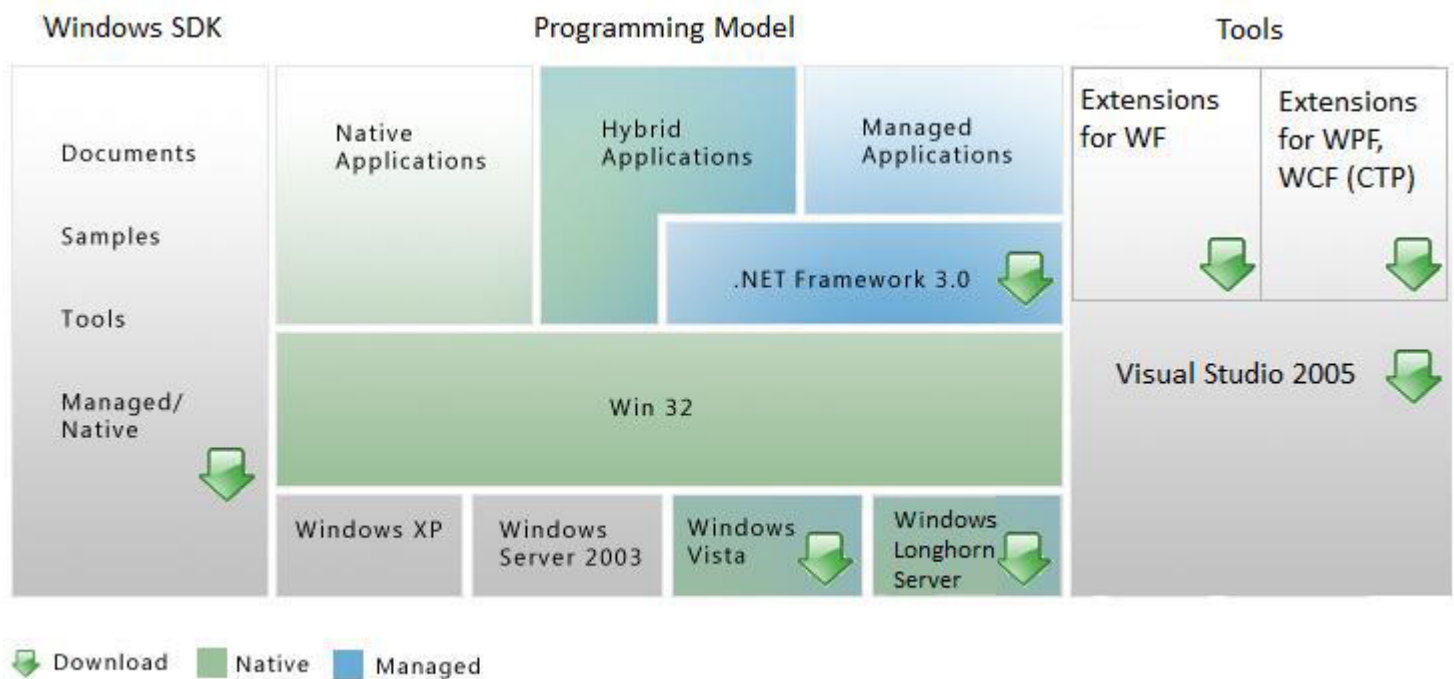 Windows SDK
Programming Model
Tools
Documents
Samples
Tools
Managed/
Native
Native
Applications
Hybrid
Applications
Managed
Applications
.NET Framework 3.0
Win 32
Windows XP
Windows
Server 2003
Windows
Vista
Windows
Longhorn
Server
Extensions
for WF
Extensions
for WPF,
WCF (CTP)
Visual Studio 2005
Download
Native
Managed